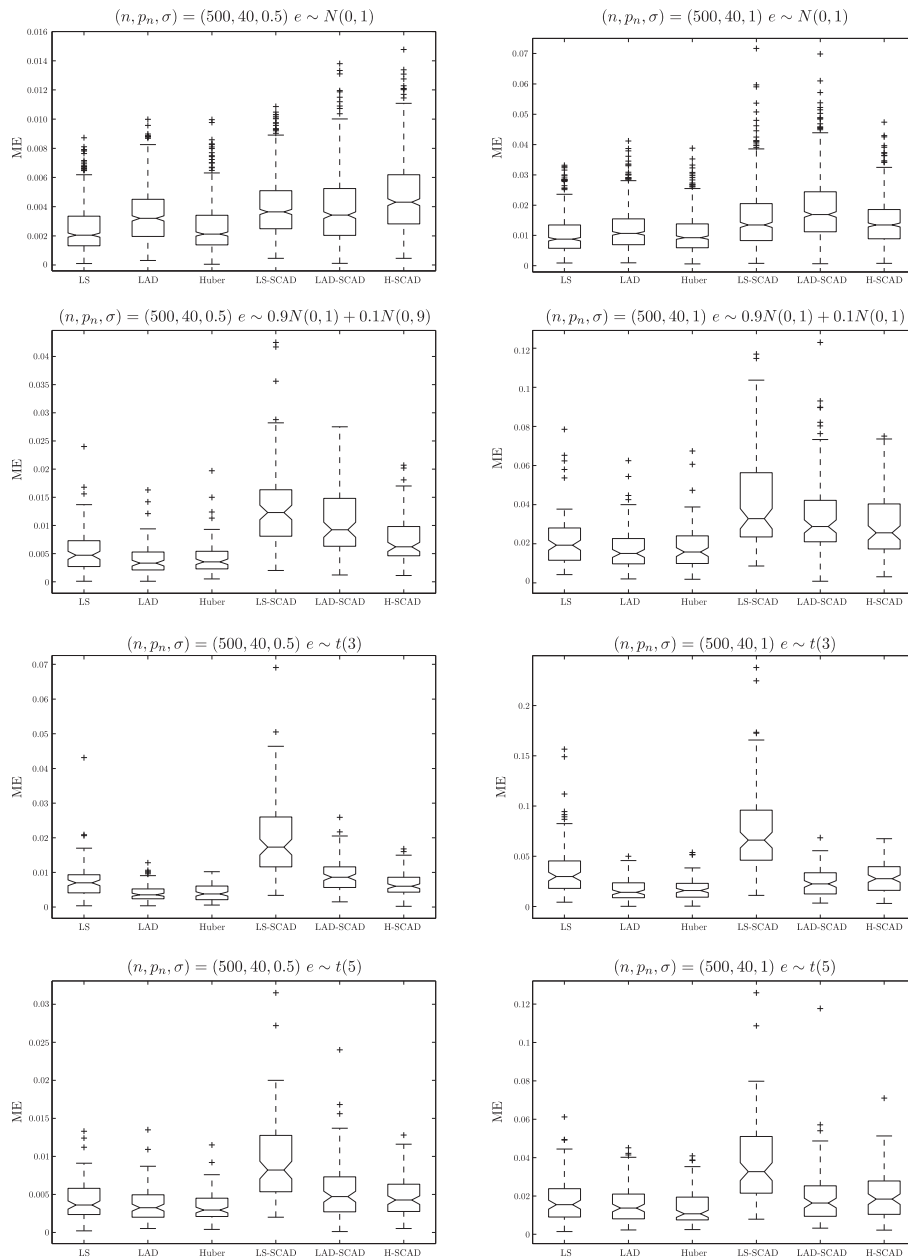 (n, pₙ, σ) = (500, 40, 0.5) e ∼ N(0, 1)
0.016
0.014
0.012
0.01
0.008
0.006
0.004
0.002
0
ME
LS LAD Huber LS-SCAD LAD-SCAD H-SCAD
(n, pₙ, σ) = (500, 40, 1) e ∼ N(0, 1)
0.07
0.06
0.05
0.04
0.03
0.02
0.01
0
ME
LS LAD Huber LS-SCAD LAD-SCAD H-SCAD
(n, pₙ, σ) = (500, 40, 0.5) e ∼ 0.9N(0, 1) + 0.1N(0, 9)
0.04
0.035
0.03
0.025
0.02
0.015
0.01
0.005
0
ME
LS LAD Huber LS-SCAD LAD-SCAD H-SCAD
(n, pₙ, σ) = (500, 40, 1) e ∼ 0.9N(0, 1) + 0.1N(0, 1)
0.12
0.1
0.08
0.06
0.04
0.02
0
ME
LS LAD Huber LS-SCAD LAD-SCAD H-SCAD
(n, pₙ, σ) = (500, 40, 0.5) e ∼ t(3)
0.07
0.06
0.05
0.04
0.03
0.02
0.01
0
ME
LS LAD Huber LS-SCAD LAD-SCAD H-SCAD
(n, pₙ, σ) = (500, 40, 1) e ∼ t(3)
0.2
0.15
0.1
0.05
0
ME
LS LAD Huber LS-SCAD LAD-SCAD H-SCAD
(n, pₙ, σ) = (500, 40, 0.5) e ∼ t(5)
0.03
0.025
0.02
0.015
0.01
0.005
0
ME
LS LAD Huber LS-SCAD LAD-SCAD H-SCAD
(n, pₙ, σ) = (500, 40, 1) e ∼ t(5)
0.12
0.1
0.08
0.06
0.04
0.02
0
ME
LS LAD Huber LS-SCAD LAD-SCAD H-SCAD